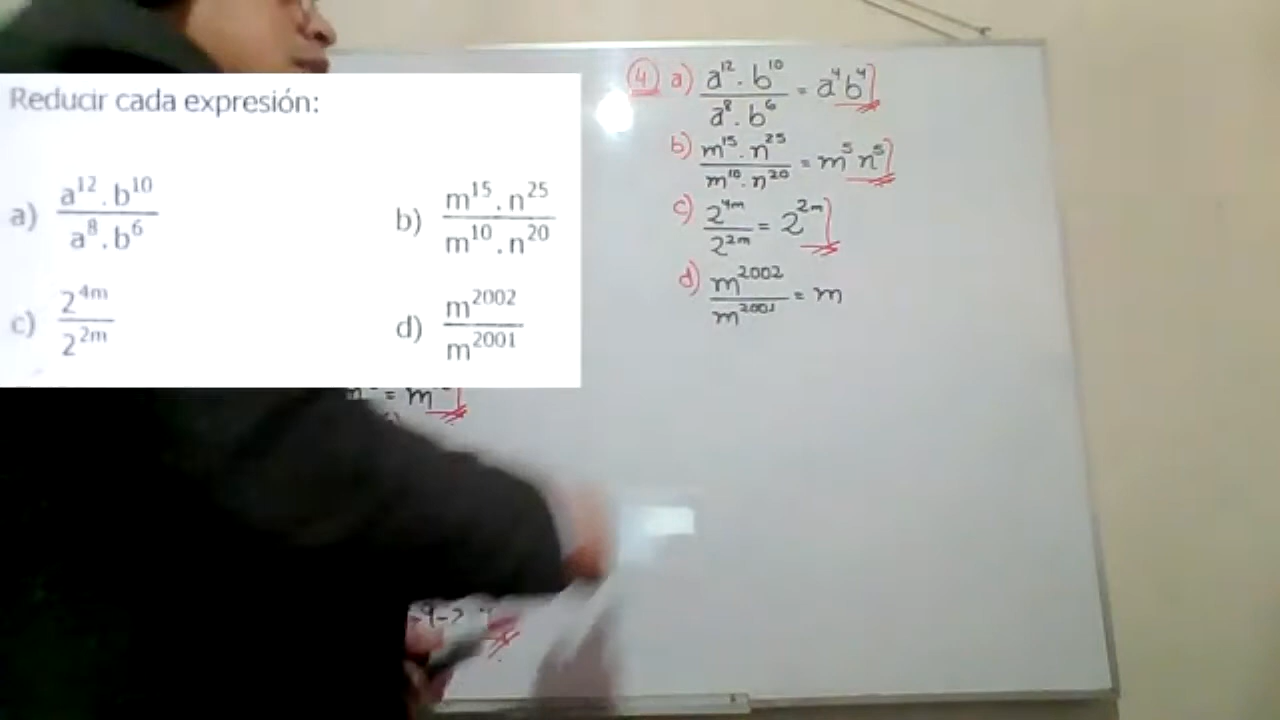 Reducir cada expresión:
a) a^12 . b^10 / a^8 . b^6
b) m^15 . n^25 / m^10 . n^20
c) 2^4m / 2^2m
d) m^2002 / m^2001
4 a) a^12 . b^10 / a^8 . b^6 = a^4 b^4
b) m^15 . n^25 / m^10 . n^20 = m^5 n^5
c) 2^4m / 2^2m = 2^2m
d) m^2002 / m^2001 = m
= m